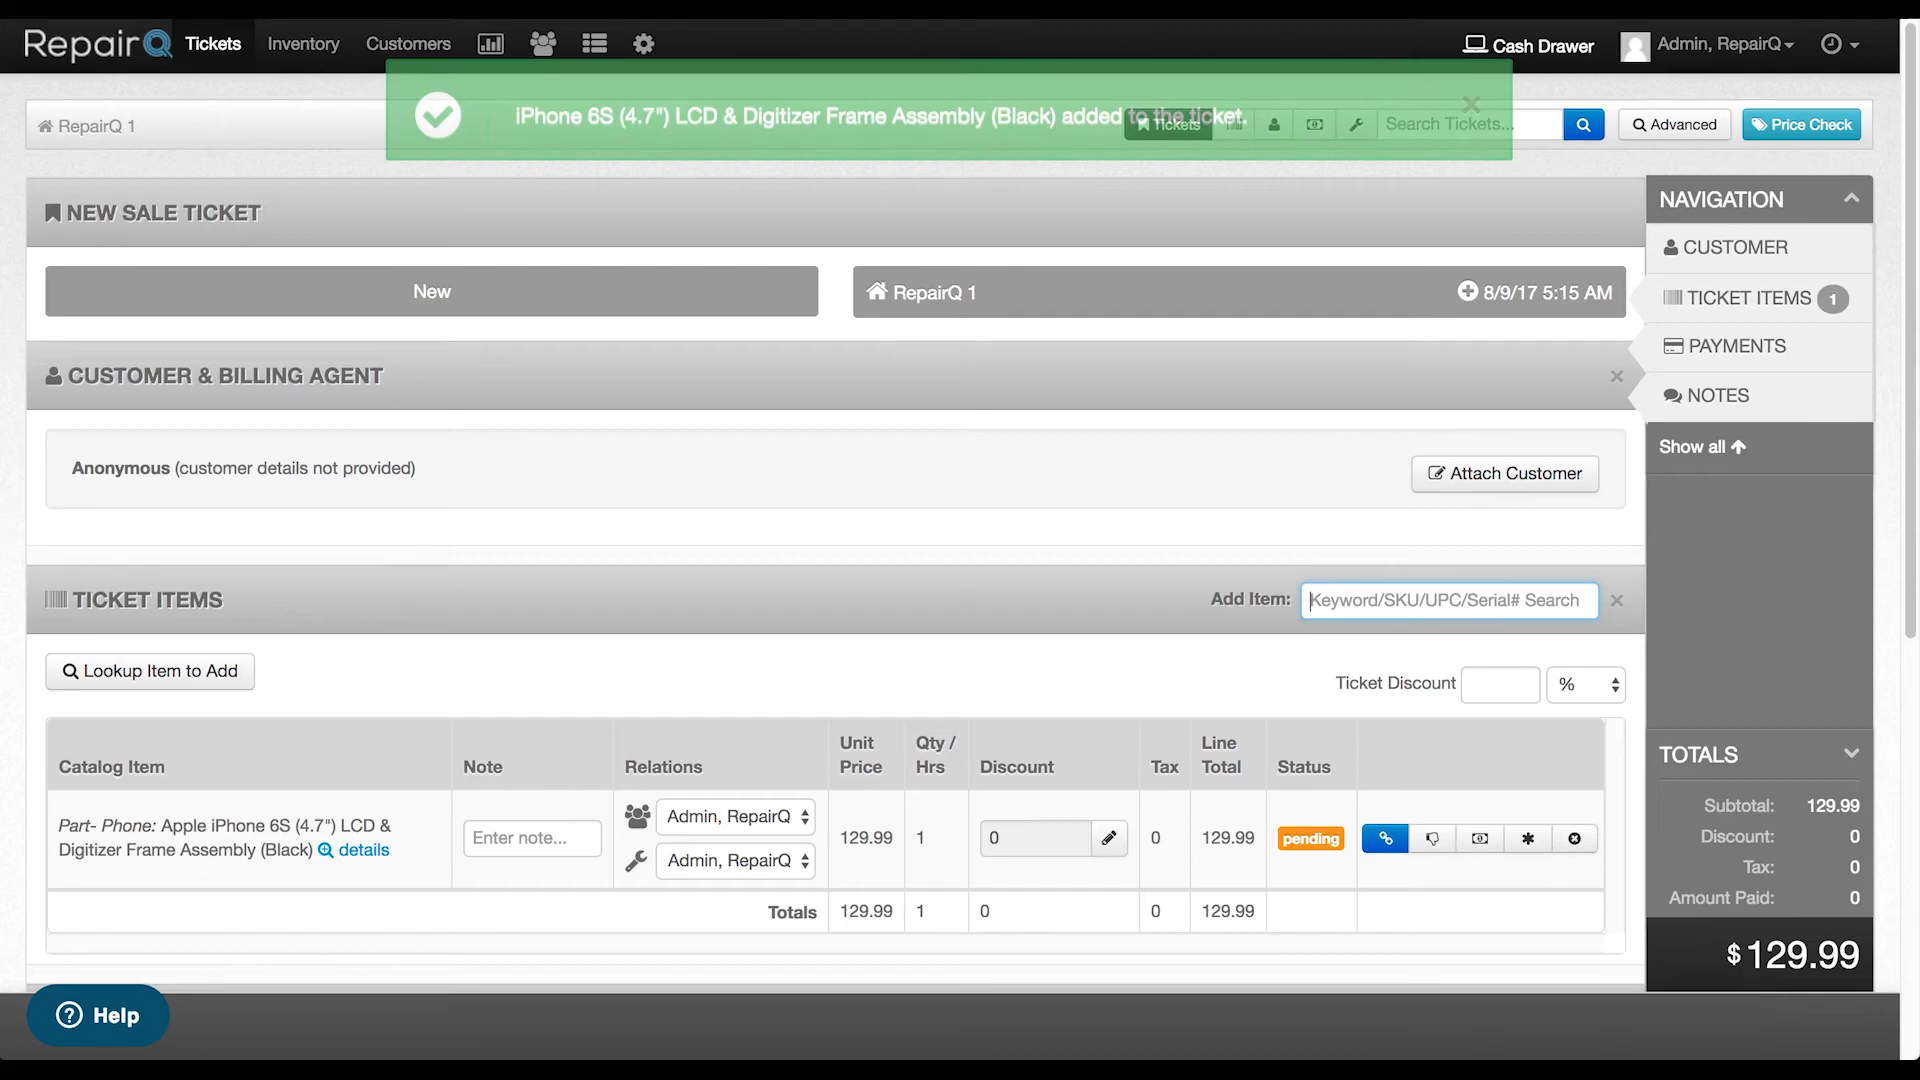 RepairQ Tickets Inventory Customers Cash Drawer Admin, RepairQ
iPhone 6S (4.7") LCD & Digitizer Frame Assembly (Black) added to the ticket.
RepairQ 1 Tickets Search Tickets... Advanced Price Check
NEW SALE TICKET
New RepairQ 1 8/9/17 5:15 AM
CUSTOMER & BILLING AGENT
Anonymous (customer details not provided) Attach Customer
TICKET ITEMS Add Item: Keyword/SKU/UPC/Serial# Search
Lookup Item to Add Ticket Discount %
Catalog Item Note Relations Unit Price Qty / Hrs Discount Tax Line Total Status
Part- Phone: Apple iPhone 6S (4.7") LCD &
Digitizer Frame Assembly (Black) details
Enter note...
Admin, RepairQ
Admin, RepairQ
129.99 1 0 0 129.99 pending
Totals 129.99 1 0 0 129.99
NAVIGATION
CUSTOMER
TICKET ITEMS 1
PAYMENTS
NOTES
Show all
TOTALS
Subtotal: 129.99
Discount: 0
Tax: 0
Amount Paid: 0
$129.99
Help